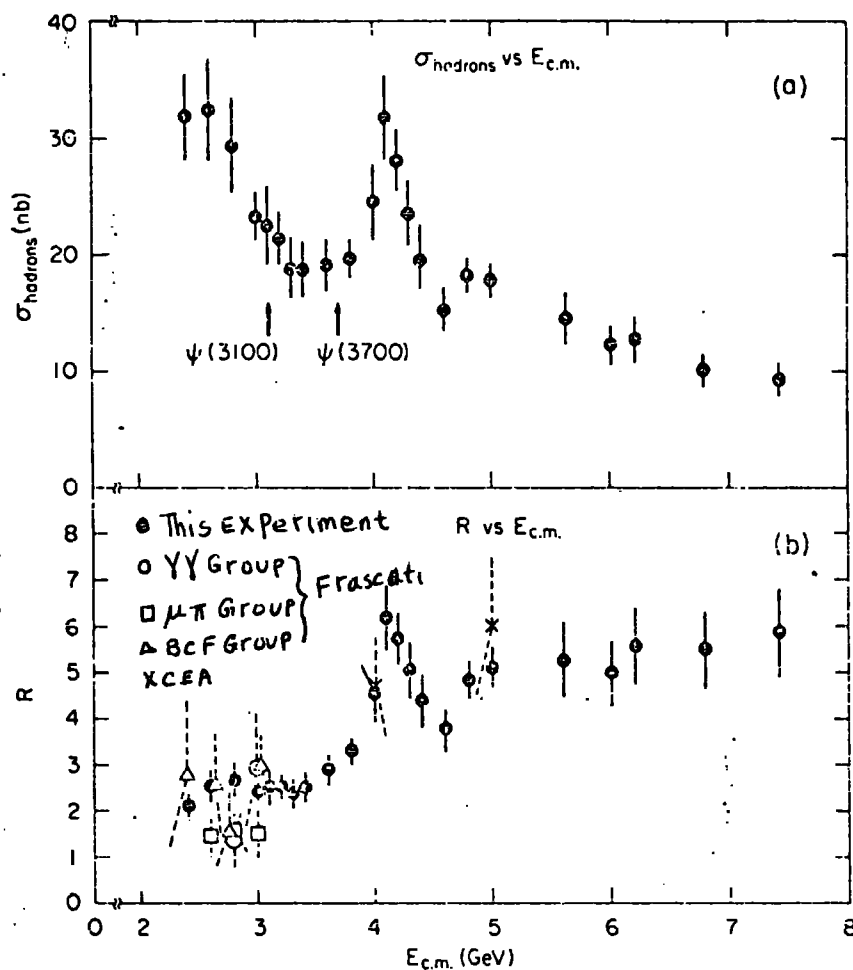 40
30
20
10
0
σhadrons (nb)
σhadrons vs Ec.m.
(a)
ψ(3100)
ψ(3700)
This Experiment
γγ Group
μπ Group
BCF Group
Frascati
X CEA
R vs Ec.m.
(b)
8
7
6
5
4
3
2
1
0
R
0 2 3 4 5 6 7 8
Ec.m. (GeV)